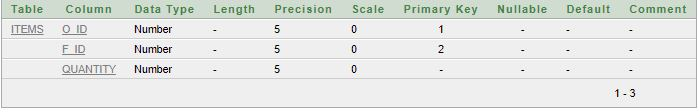 Table Column Data Type Length Precision Scale Primary Key Nullable Default Comment
ITEMS O_ID Number - 5 0 1 - - -
F_ID Number - 5 0 2 - - -
QUANTITY Number - 5 0 - - - -
1 - 3